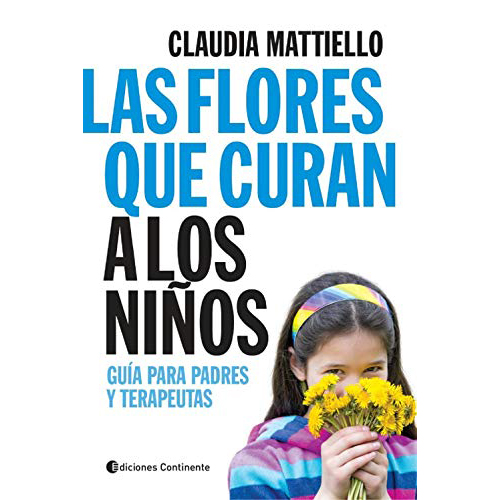 CLAUDIA MATTIELLO
LAS FLORES
QUE CURAN
A LOS
NIÑOS
GUÍA PARA PADRES
Y TERAPEUTAS
Ediciones Continente